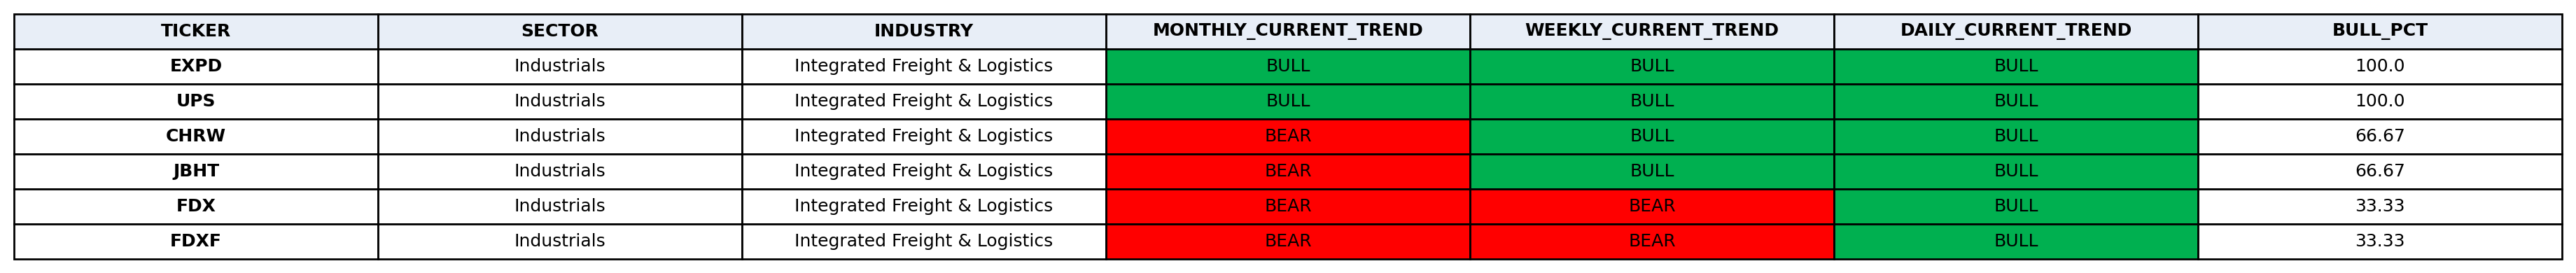 TICKER SECTOR INDUSTRY MONTHLY_CURRENT_TREND WEEKLY_CURRENT_TREND DAILY_CURRENT_TREND BULL_PCT
EXPD Industrials Integrated Freight & Logistics BULL BULL BULL 100.0
UPS Industrials Integrated Freight & Logistics BULL BULL BULL 100.0
CHRW Industrials Integrated Freight & Logistics BEAR BULL BULL 66.67
JBHT Industrials Integrated Freight & Logistics BEAR BULL BULL 66.67
FDX Industrials Integrated Freight & Logistics BEAR BEAR BULL 33.33
FDXF Industrials Integrated Freight & Logistics BEAR BEAR BULL 33.33